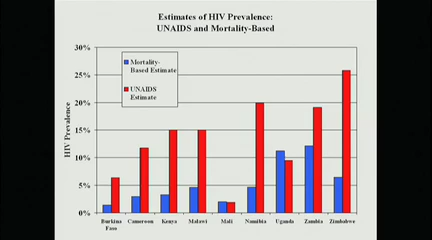 Estimates of HIV Prevalence:
UNAIDS and Mortality-Based
30%
25%
20%
15%
10%
5%
0%
HIV Prevalence
Mortality-
Based Estimate
UNAIDS
Estimate
Burkina
Faso
Cameroon
Kenya
Malawi
Mali
Namibia
Uganda
Zambia
Zimbabwe